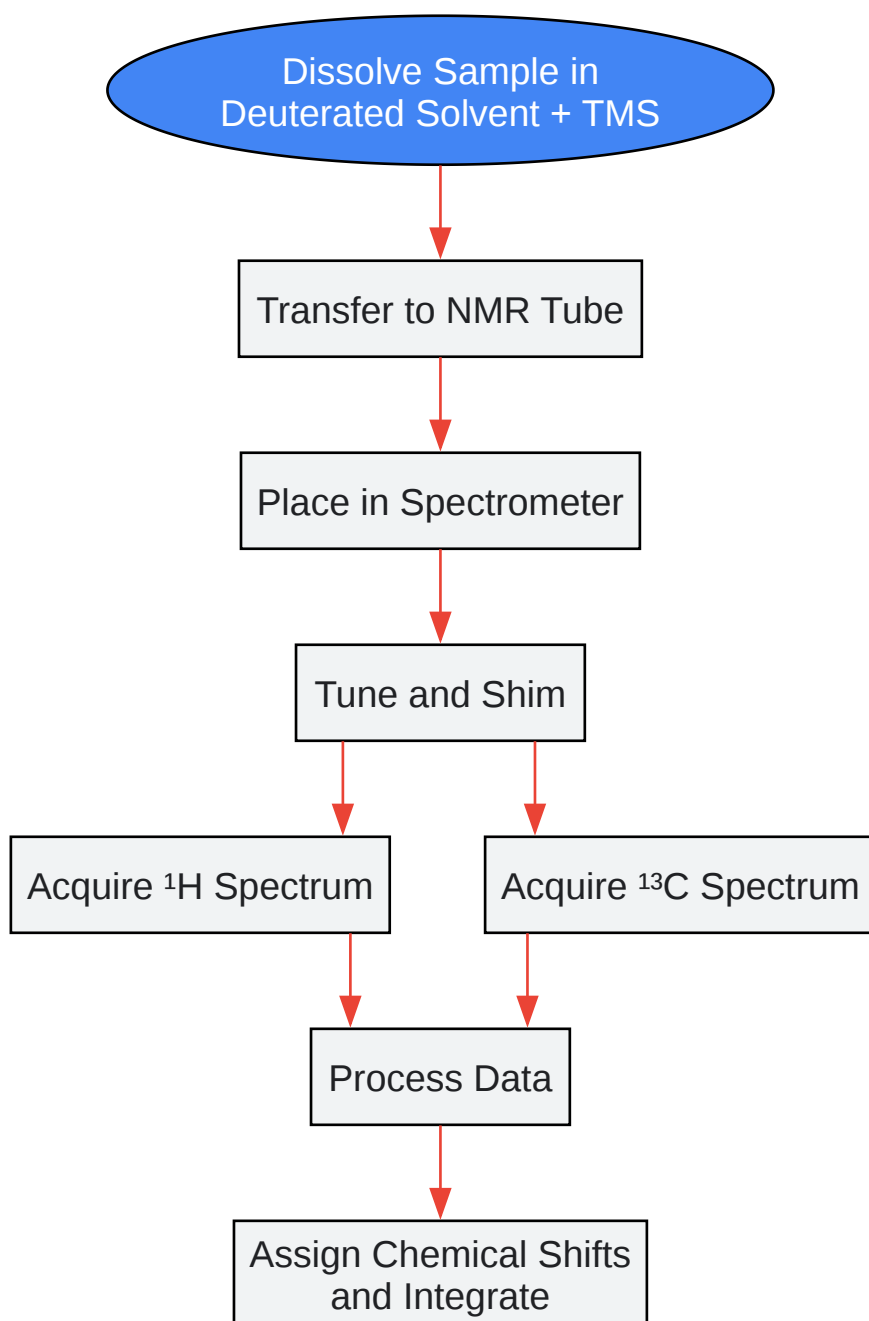 Dissolve Sample in
Deuterated Solvent + TMS
Transfer to NMR Tube
Place in Spectrometer
Tune and Shim
Acquire ¹H Spectrum
Acquire ¹³C Spectrum
Process Data
Assign Chemical Shifts
and Integrate